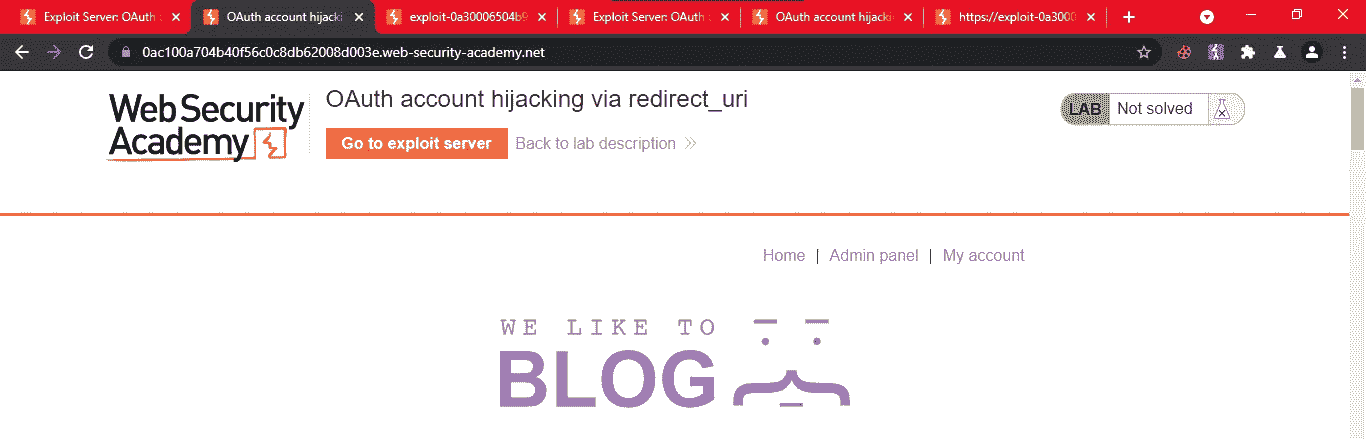 Exploit Server: OAuth
OAuth account hijacki
exploit-0a30006504b9
Exploit Server: OAuth
OAuth account hijacki
https://exploit-0a3000
0ac100a704b40f56c0c8db62008d003e.web-security-academy.net
Web Security
Academy
OAuth account hijacking via redirect_uri
Go to exploit server
Back to lab description
LAB
Not solved
Home | Admin panel | My account
WE LIKE TO
BLOG